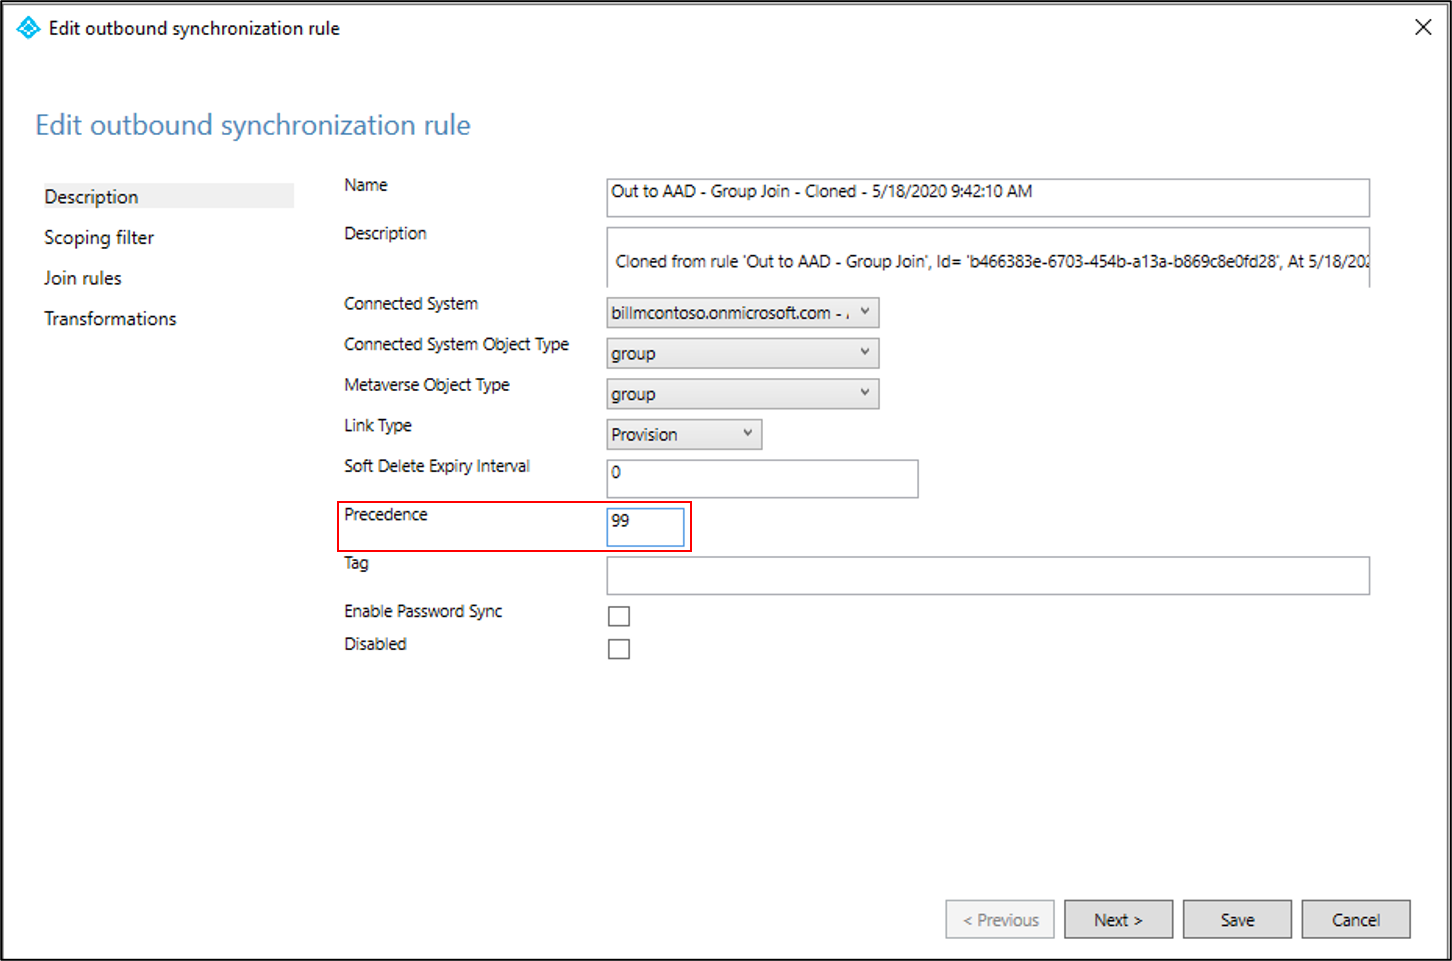 Edit outbound synchronization rule
Edit outbound synchronization rule
Description
Scoping filter
Join rules
Transformations
Name
Out to AAD - Group Join - Cloned - 5/18/2020 9:42:10 AM
Description
Cloned from rule 'Out to AAD - Group Join', Id= 'b466383e-6703-454b-a13a-b869c8e0fd28', At 5/18/202
Connected System
billmcontoso.onmicrosoft.com -
Connected System Object Type
group
Metaverse Object Type
group
Link Type
Provision
Soft Delete Expiry Interval
0
Precedence
99
Tag
Enable Password Sync
Disabled
< Previous
Next >
Save
Cancel